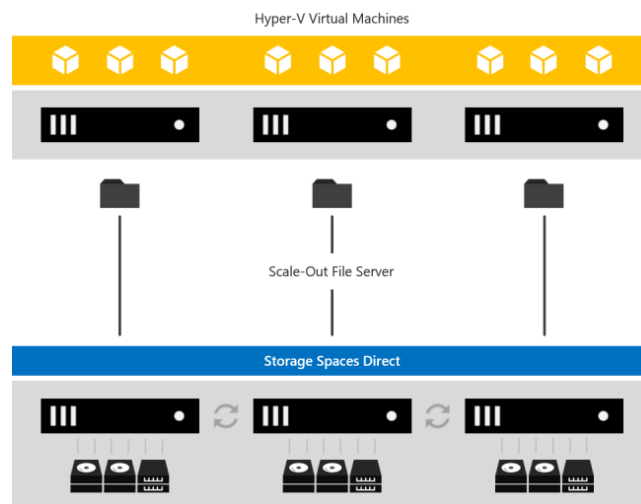 Hyper-V Virtual Machines
Scale-Out File Server
Storage Spaces Direct